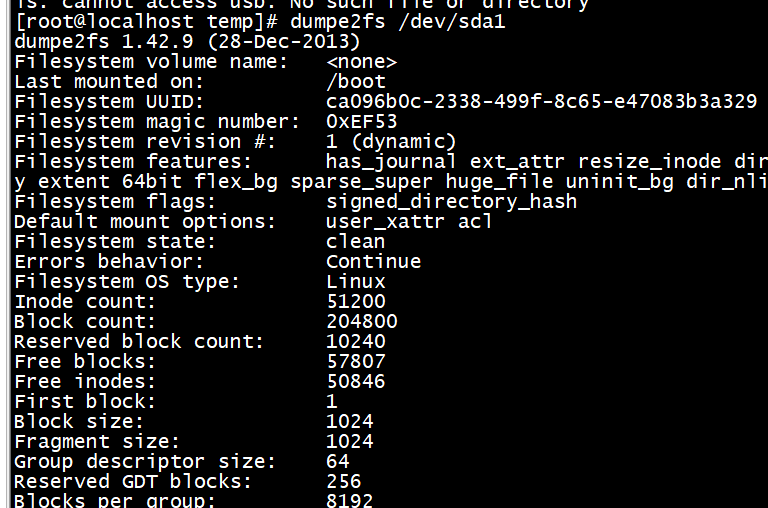 ls: cannot access usb: No such file or directory
[root@localhost temp]# dumpe2fs /dev/sda1
dumpe2fs 1.42.9 (28-Dec-2013)
Filesystem volume name:   <none>
Last mounted on:          /boot
Filesystem UUID:          ca096b0c-2338-499f-8c65-e47083b3a329
Filesystem magic number:  0xEF53
Filesystem revision #:    1 (dynamic)
Filesystem features:      has_journal ext_attr resize_inode dir
y extent 64bit flex_bg sparse_super huge_file uninit_bg dir_nli
Filesystem flags:         signed_directory_hash
Default mount options:    user_xattr acl
Filesystem state:         clean
Errors behavior:          Continue
Filesystem OS type:       Linux
Inode count:              51200
Block count:              204800
Reserved block count:     10240
Free blocks:              57807
Free inodes:              50846
First block:              1
Block size:               1024
Fragment size:            1024
Group descriptor size:    64
Reserved GDT blocks:      256
Blocks per group:         8192